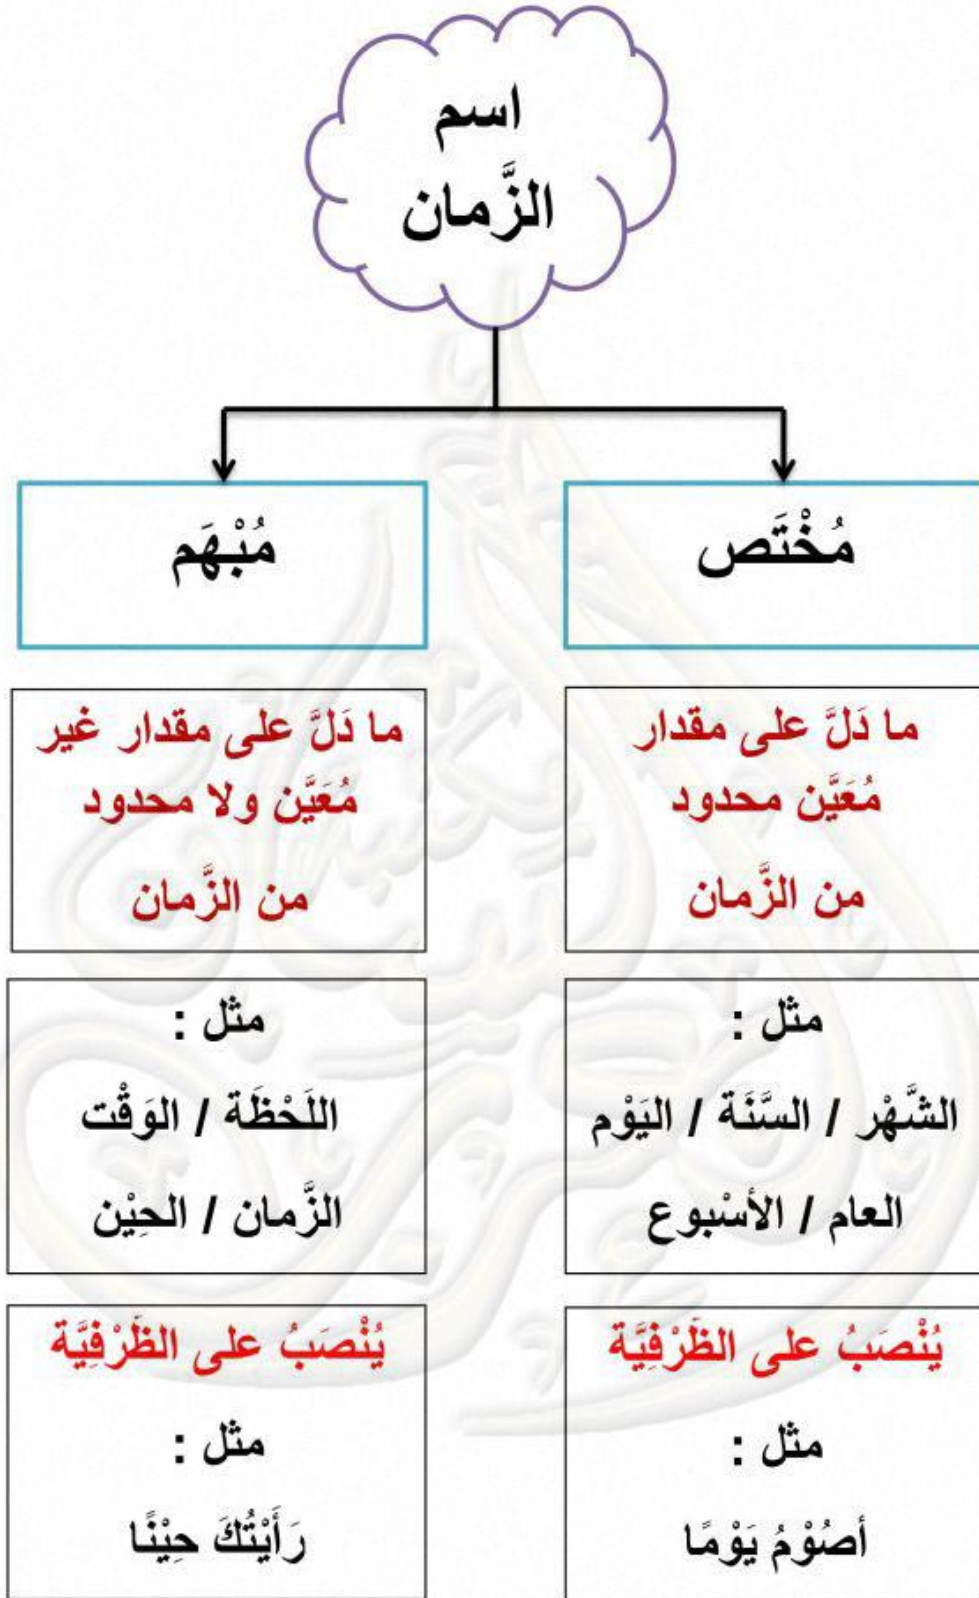 اسم
الزَّمان
مُخْتَص
مُبْهَم
ما دَلَّ على مقدار
مُعَيَّن محدود
من الزَّمان
ما دَلَّ على مقدار غير
مُعَيَّن ولا محدود
من الزَّمان
مثل :
الشَّهْر / السَّنَة / اليَوْم
العام / الأسْبوع
مثل :
اللَحْظَة / الوَقْت
الزَّمان / الحِيْن
يُنْصَبُ على الظَرْفِيَّة
مثل :
أصُوْمُ يَوْمًا
يُنْصَبُ على الظَرْفِيَّة
مثل :
رَأَيْتُكَ حِيْنًا